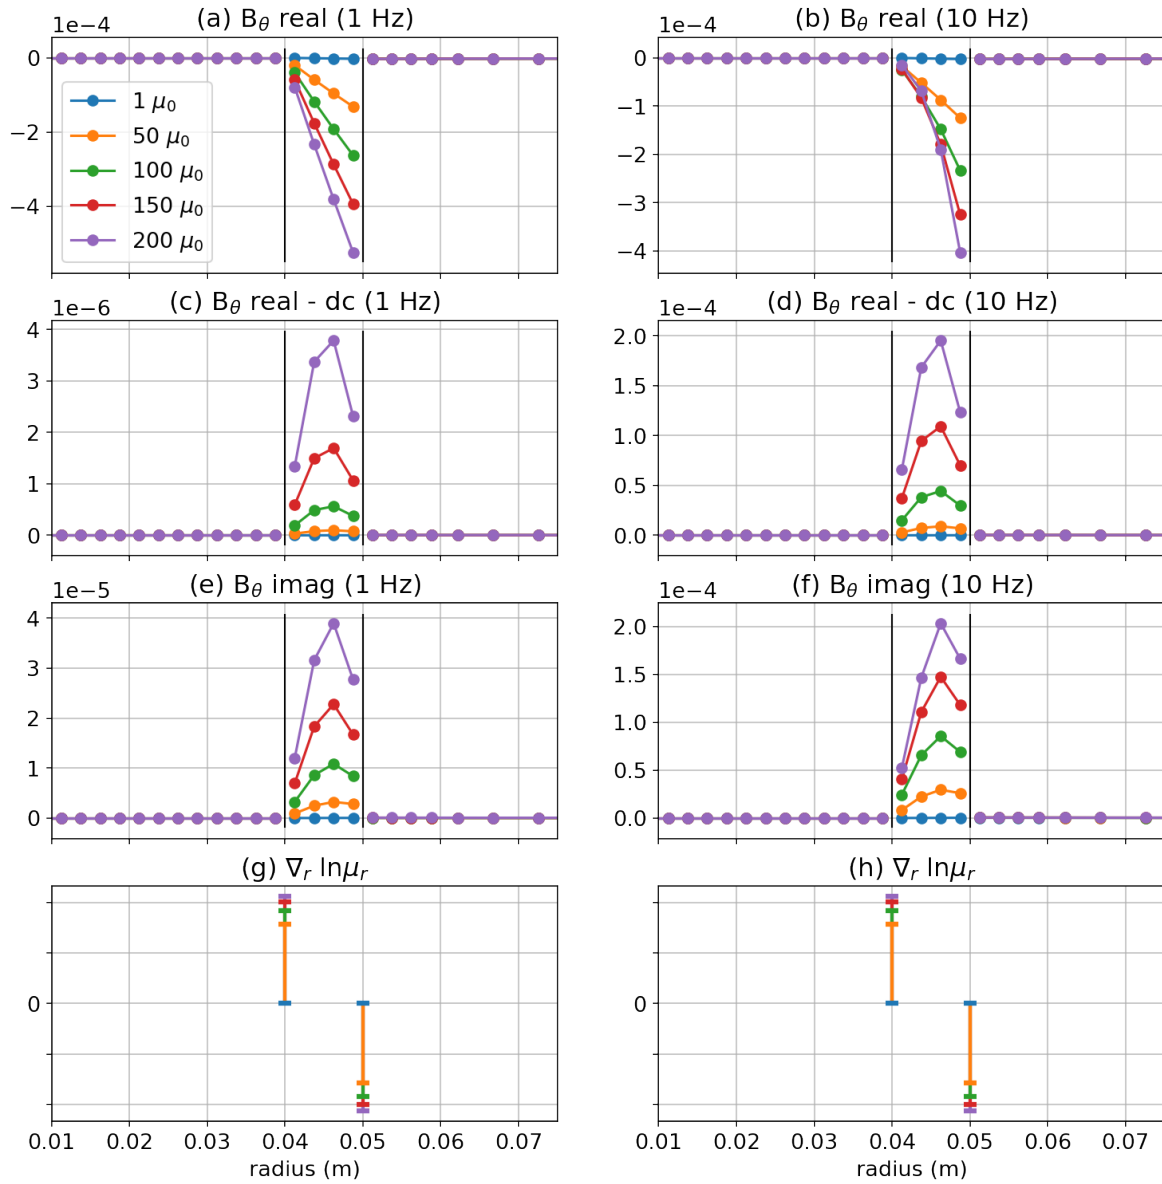 (a) Bθ real (1 Hz)
1e−4
0
−2
−4
1 μ₀
50 μ₀
100 μ₀
150 μ₀
200 μ₀
(b) Bθ real (10 Hz)
1e−4
0
−1
−2
−3
−4
(c) Bθ real - dc (1 Hz)
1e−6
4
3
2
1
0
(d) Bθ real - dc (10 Hz)
1e−4
2.0
1.5
1.0
0.5
0.0
(e) Bθ imag (1 Hz)
1e−5
4
3
2
1
0
(f) Bθ imag (10 Hz)
1e−4
2.0
1.5
1.0
0.5
0.0
(g) ∇r lnμr
0
0.01 0.02 0.03 0.04 0.05 0.06 0.07
radius (m)
(h) ∇r lnμr
0
0.01 0.02 0.03 0.04 0.05 0.06 0.07
radius (m)